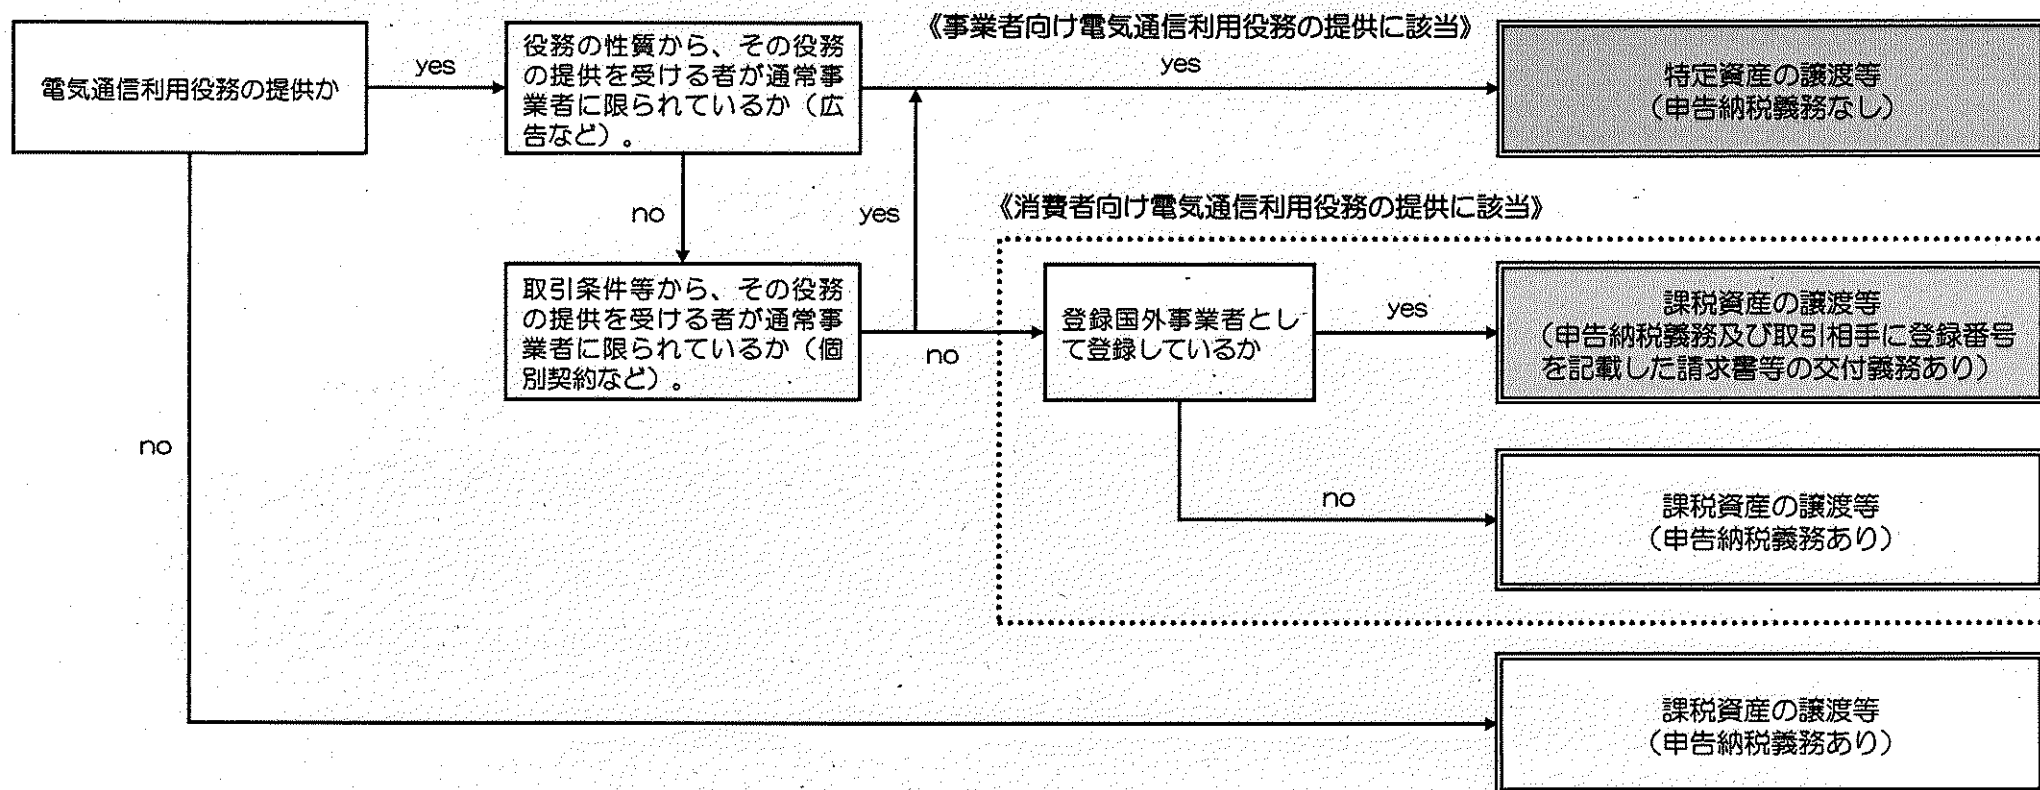 《事業者向け電気通信利用役務の提供に該当》
電気通信利用役務の提供か
yes
役務の性質から、その役務
の提供を受ける者が通常事
業者に限られているか（広
告など）。
yes
特定資産の譲渡等
（申告納税義務なし）
no
yes
《消費者向け電気通信利用役務の提供に該当》
取引条件等から、その役務
の提供を受ける者が通常事
業者に限られているか（個
別契約など）。
no
登録国外事業者とし
て登録しているか
yes
課税資産の譲渡等
（申告納税義務及び取引相手に登録番号
を記載した請求書等の交付義務あり）
no
no
課税資産の譲渡等
（申告納税義務あり）
課税資産の譲渡等
（申告納税義務あり）